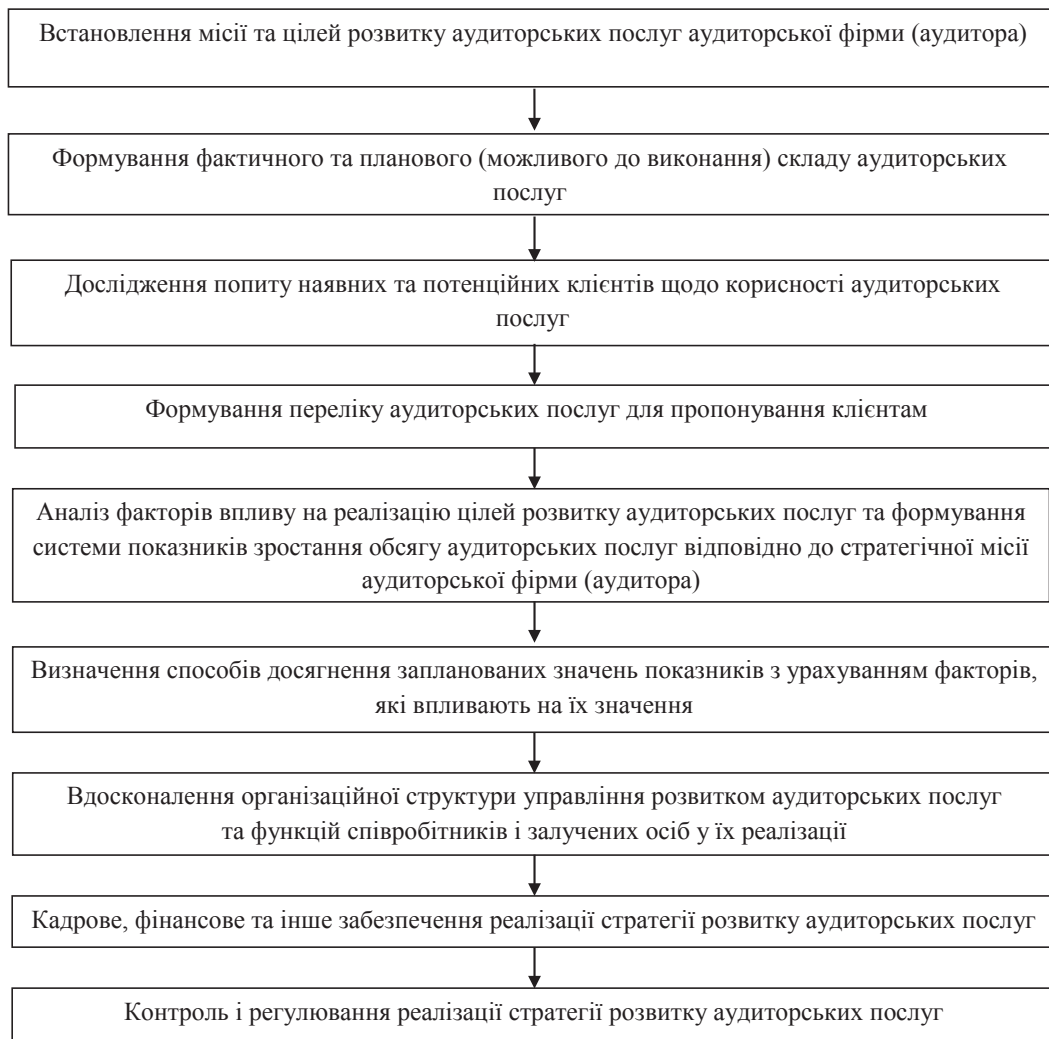 Встановлення місії та цілей розвитку аудиторських послуг аудиторської фірми (аудитора)
Формування фактичного та планового (можливого до виконання) складу аудиторських
послуг
Дослідження попиту наявних та потенційних клієнтів щодо корисності аудиторських
послуг
Формування переліку аудиторських послуг для пропонування клієнтам
Аналіз факторів впливу на реалізацію цілей розвитку аудиторських послуг та формування
системи показників зростання обсягу аудиторських послуг відповідно до стратегічної місії
аудиторської фірми (аудитора)
Визначення способів досягнення запланованих значень показників з урахуванням факторів,
які впливають на їх значення
Вдосконалення організаційної структури управління розвитком аудиторських послуг
та функцій співробітників і залучених осіб у їх реалізації
Кадрове, фінансове та інше забезпечення реалізації стратегії розвитку аудиторських послуг
Контроль і регулювання реалізації стратегії розвитку аудиторських послуг